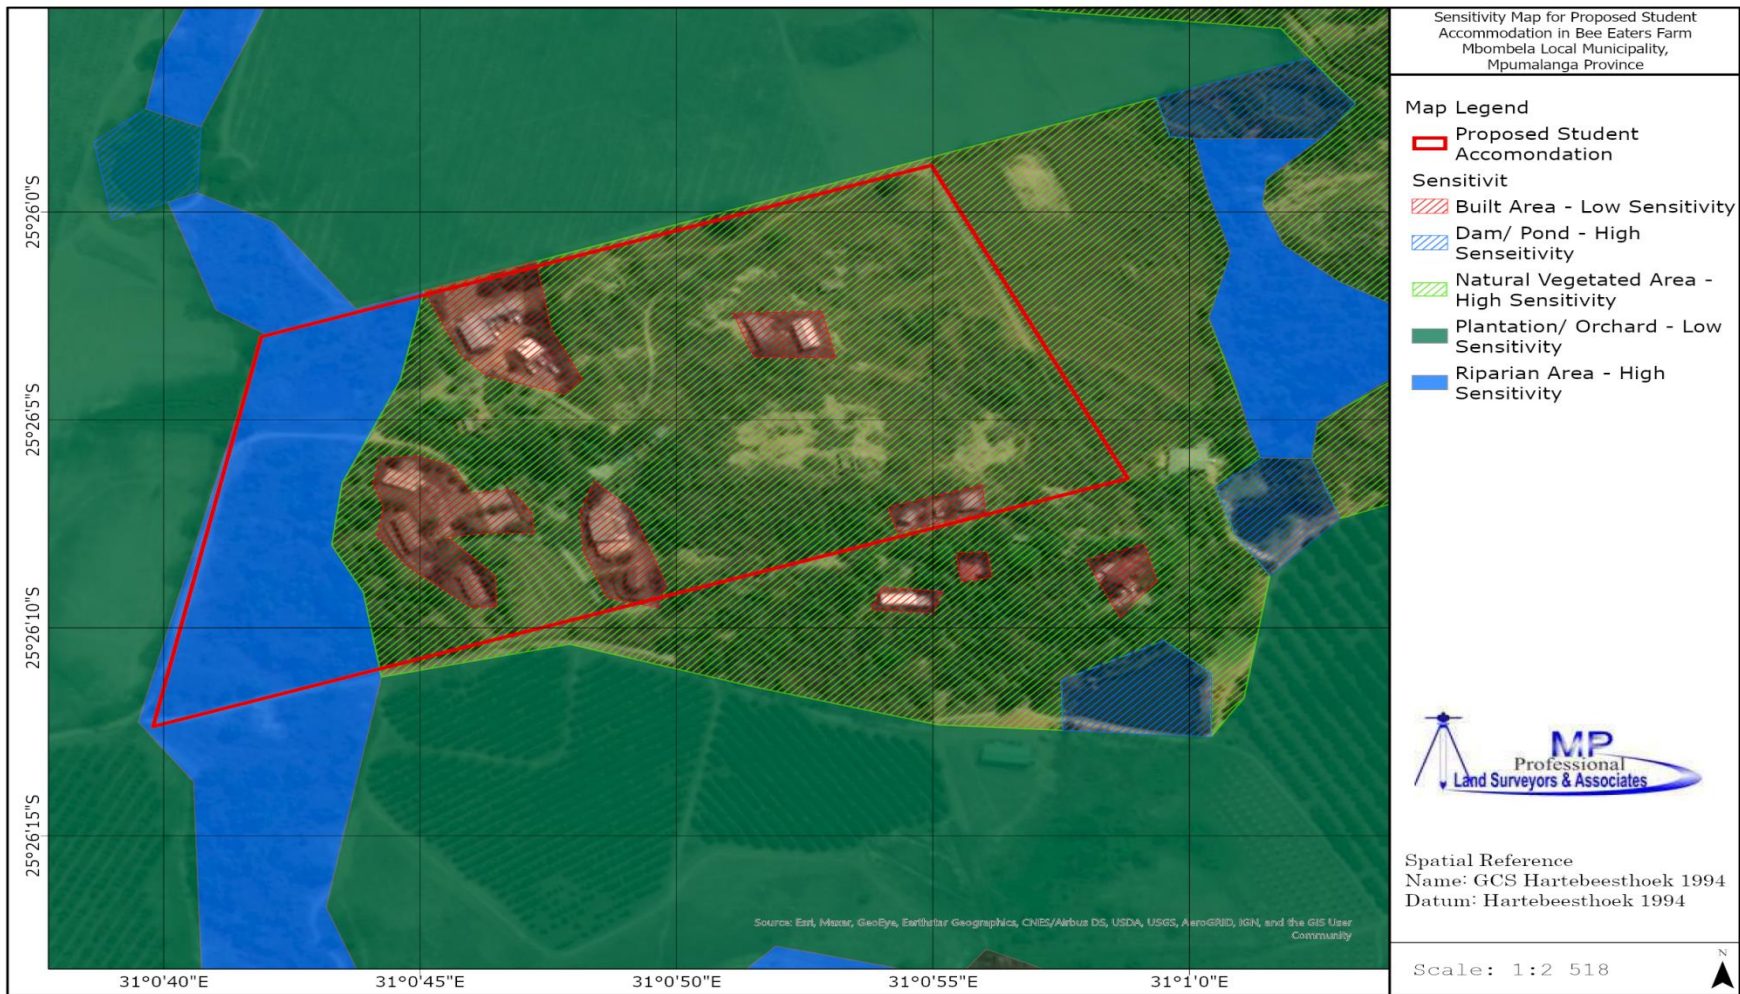 Sensitivity Map for Proposed Student
Accommodation in Bee Eaters Farm
Mbombela Local Municipality,
Mpumalanga Province
Map Legend
Proposed Student
Accomondation
Sensitivit
Built Area - Low Sensitivity
Dam/ Pond - High
Senseitivity
Natural Vegetated Area -
High Sensitivity
Plantation/ Orchard - Low
Sensitivity
Riparian Area - High
Sensitivity
MP
Professional
Land Surveyors & Associates
Spatial Reference
Name: GCS Hartebeesthoek 1994
Datum: Hartebeesthoek 1994
Scale: 1:2 518
N
25°26'0"S
25°26'5"S
25°26'10"S
25°26'15"S
Source: Esri, Maxar, GeoEye, Earthstar Geographics, CNES/Airbus DS, USDA, USGS, AeroGRID, IGN, and the GIS User
Community
31°0'40"E
31°0'45"E
31°0'50"E
31°0'55"E
31°1'0"E